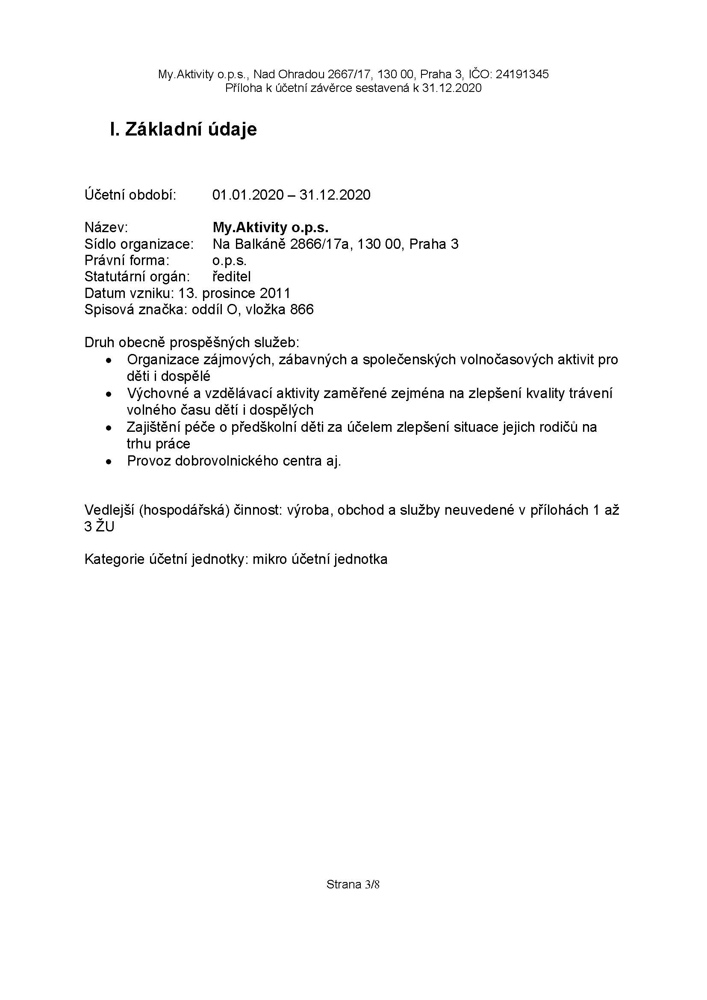 My.Aktivity o.p.s., Nad Ohradou 2667/17, 130 00, Praha 3, IČO: 24191345
Příloha k účetní závěrce sestavená k 31.12.2020
I. Základní údaje
Účetní období: 01.01.2020 – 31.12.2020
Název: My.Aktivity o.p.s.
Sídlo organizace: Na Balkáně 2866/17a, 130 00, Praha 3
Právní forma: o.p.s.
Statutární orgán: ředitel
Datum vzniku: 13. prosince 2011
Spisová značka: oddíl O, vložka 866
Druh obecně prospěšných služeb:
• Organizace zájmových, zábavných a společenských volnočasových aktivit pro
děti i dospělé
• Výchovné a vzdělávací aktivity zaměřené zejména na zlepšení kvality trávení
volného času dětí i dospělých
• Zajištění péče o předškolní děti za účelem zlepšení situace jejich rodičů na
trhu práce
• Provoz dobrovolnického centra aj.
Vedlejší (hospodářská) činnost: výroba, obchod a služby neuvedené v přílohách 1 až
3 ŽU
Kategorie účetní jednotky: mikro účetní jednotka
Strana 3/8